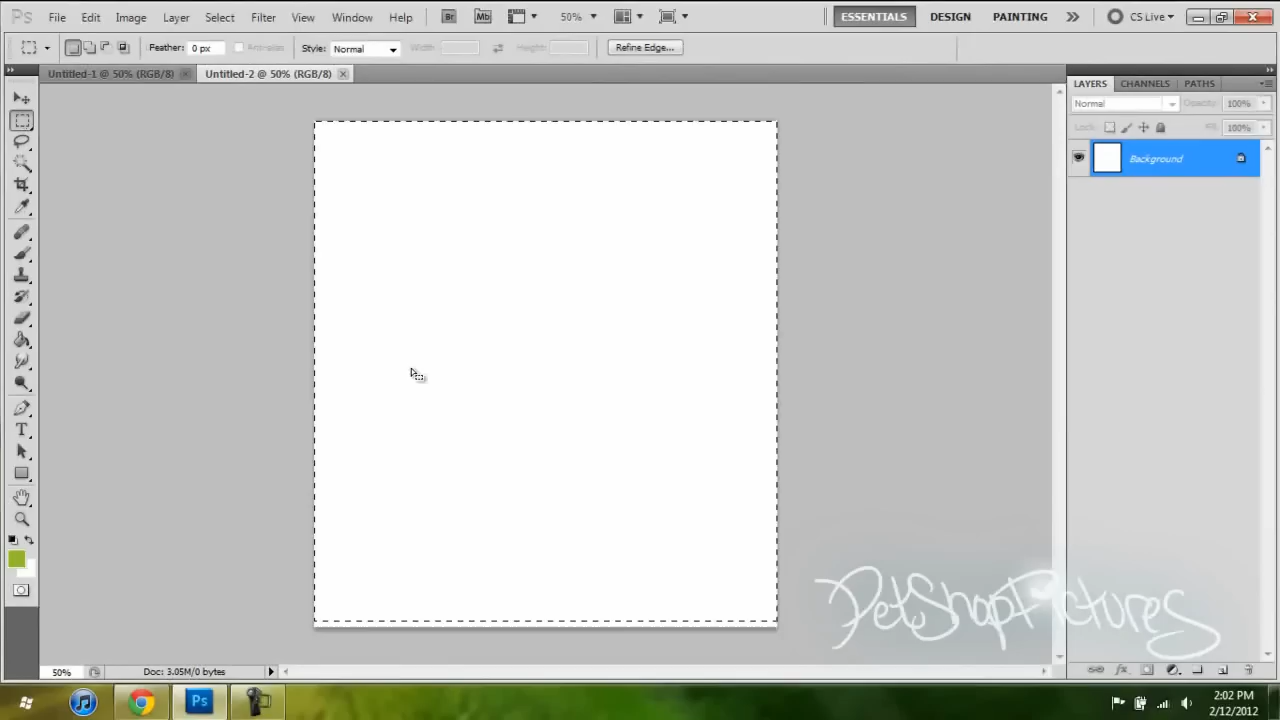 Ps File Edit Image Layer Select Filter View Window Help Br Mb 50% ESSENTIALS DESIGN PAINTING CS Live
Feather: 0 px Anti-alias Style: Normal Width: Height: Refine Edge...
Untitled-1 @ 50% (RGB/8) Untitled-2 @ 50% (RGB/8)
LAYERS CHANNELS PATHS
Normal Opacity: 100%
Lock: Fill: 100%
Background
T
PetShopPictures
50% Doc: 3.05M/0 bytes
fx
Ps
2:02 PM
2/12/2012